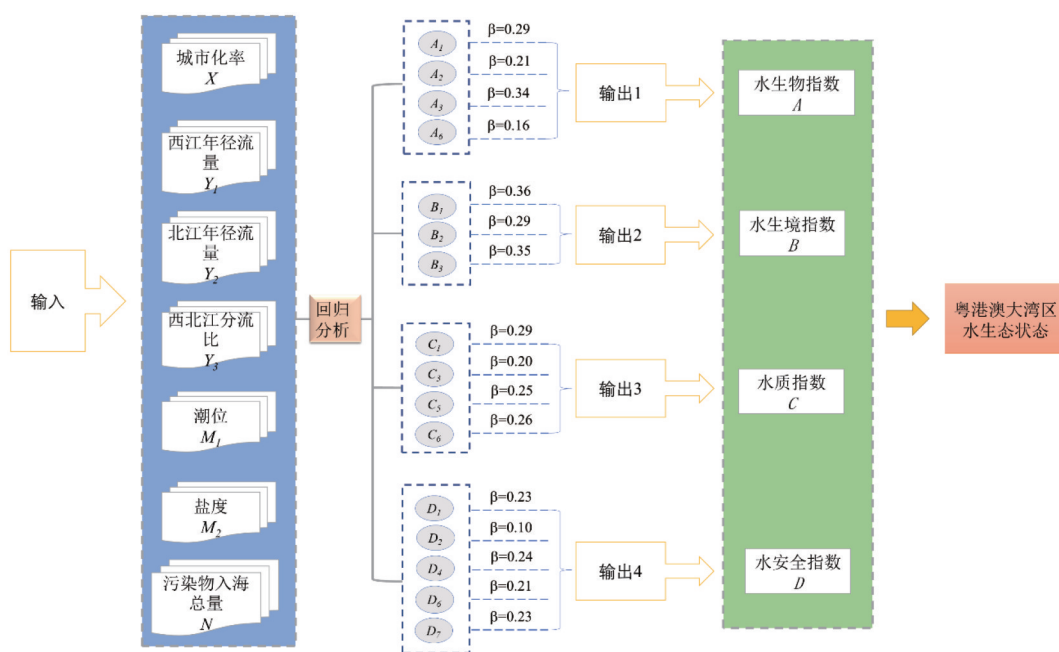 输入
城市化率
X
西江年径流
量
Y1
北江年径流
量
Y2
西北江分流
比
Y3
潮位
M1
盐度
M2
污染物入海
总量
N
回归
分析
A1
β=0.29
A2
β=0.21
A3
β=0.34
A6
β=0.16
B1
β=0.36
B2
β=0.29
B3
β=0.35
C1
β=0.29
C3
β=0.20
C5
β=0.25
C6
β=0.26
D1
β=0.23
D2
β=0.10
D4
β=0.24
D6
β=0.21
D7
β=0.23
输出1
输出2
输出3
输出4
水生物指数
A
水生境指数
B
水质指数
C
水安全指数
D
粤港澳大湾区
水生态状态